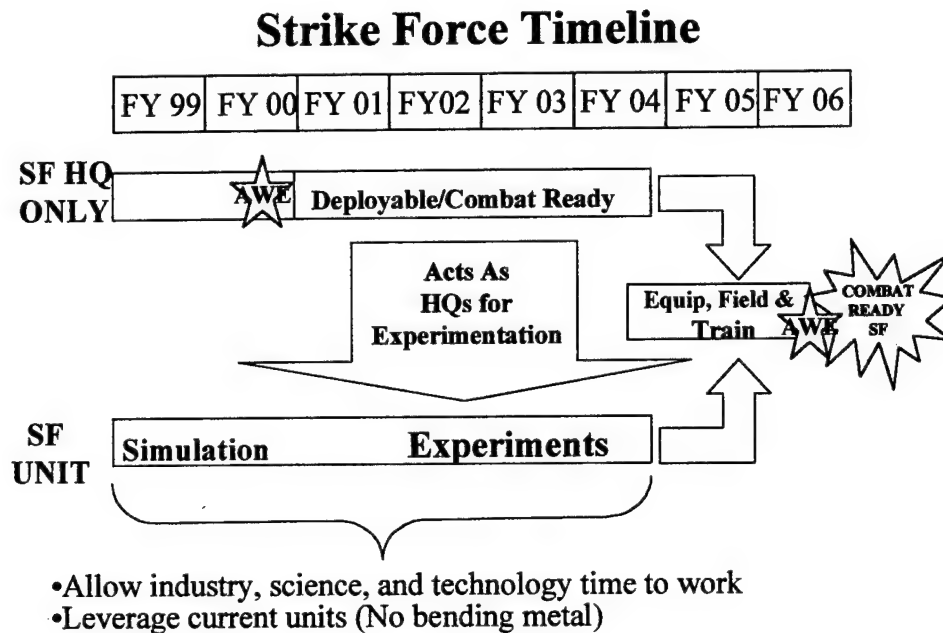 Strike Force Timeline
FY 99 FY 00 FY 01 FY02 FY 03 FY 04 FY 05 FY 06
SF HQ
ONLY
AWE
Deployable/Combat Ready
Acts As
HQs for
Experimentation
Equip, Field &
Train
AWE
COMBAT
READY
SF
SF
UNIT
Simulation
Experiments
•Allow industry, science, and technology time to work
•Leverage current units (No bending metal)